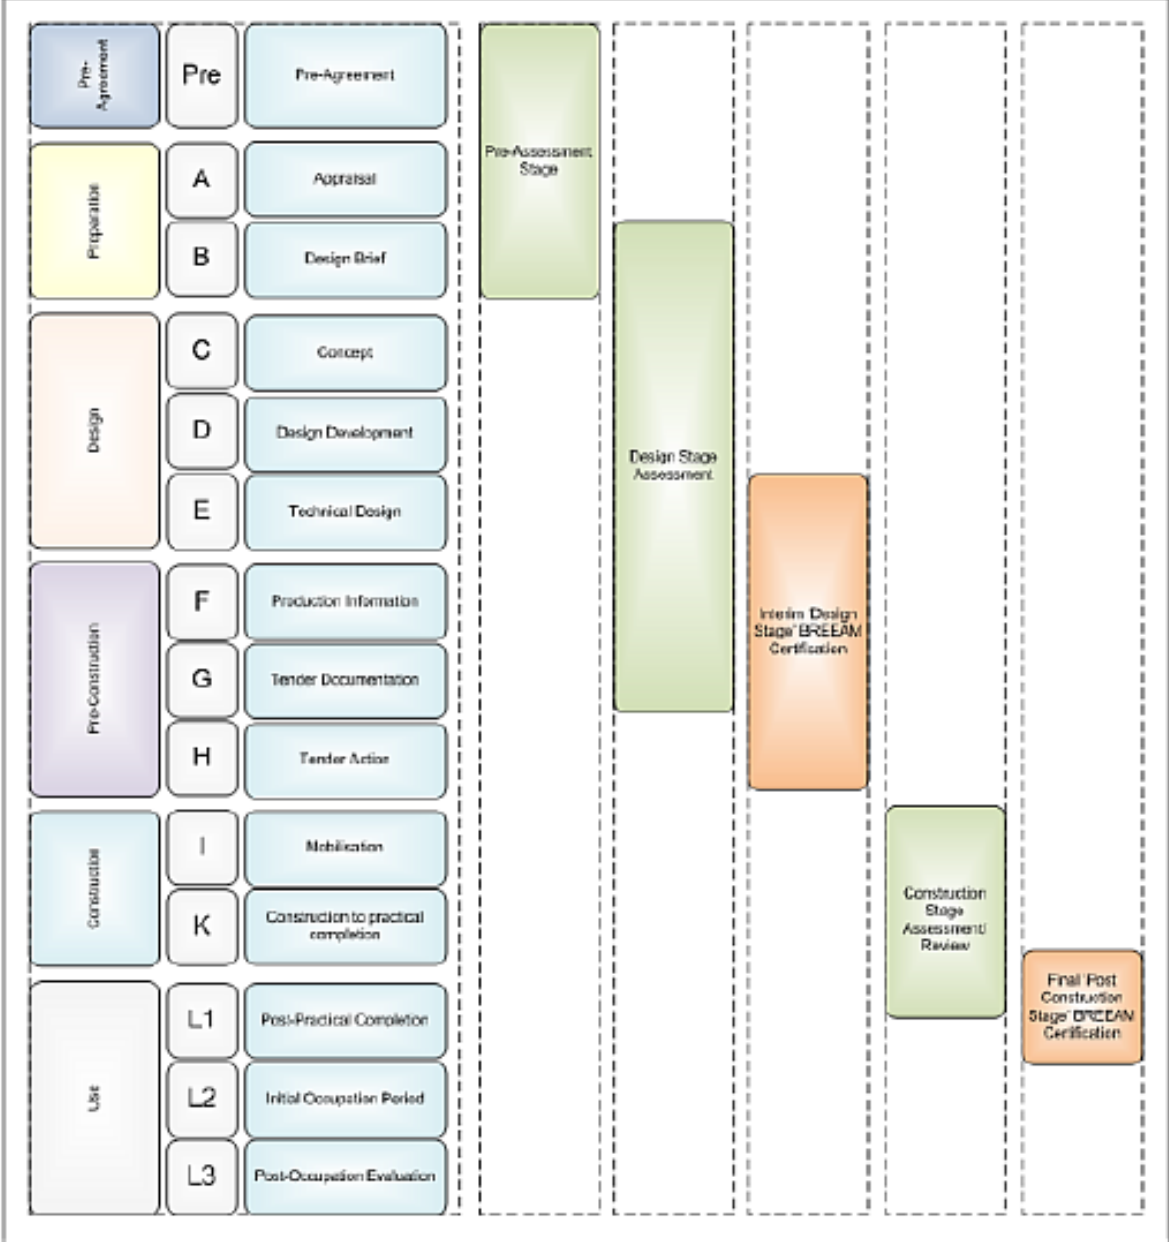 Pre-
Agreement
Pre
Pre-Agreement
Preparation
A
Appraisal
B
Design Brief
Design
C
Concept
D
Design Development
E
Technical Design
Pre-Construction
F
Production Information
G
Tender Documentation
H
Tender Action
Construction
I
Mobilisation
K
Construction to practical
completion
Use
L1
Post-Practical Completion
L2
Initial Occupation Period
L3
Post-Occupation Evaluation
Pre-Assessment
Stage
Design Stage
Assessment
Interim 'Design
Stage' BREEAM
Certification
Construction
Stage
Assessment/
Review
Final 'Post
Construction
Stage' BREEAM
Certification